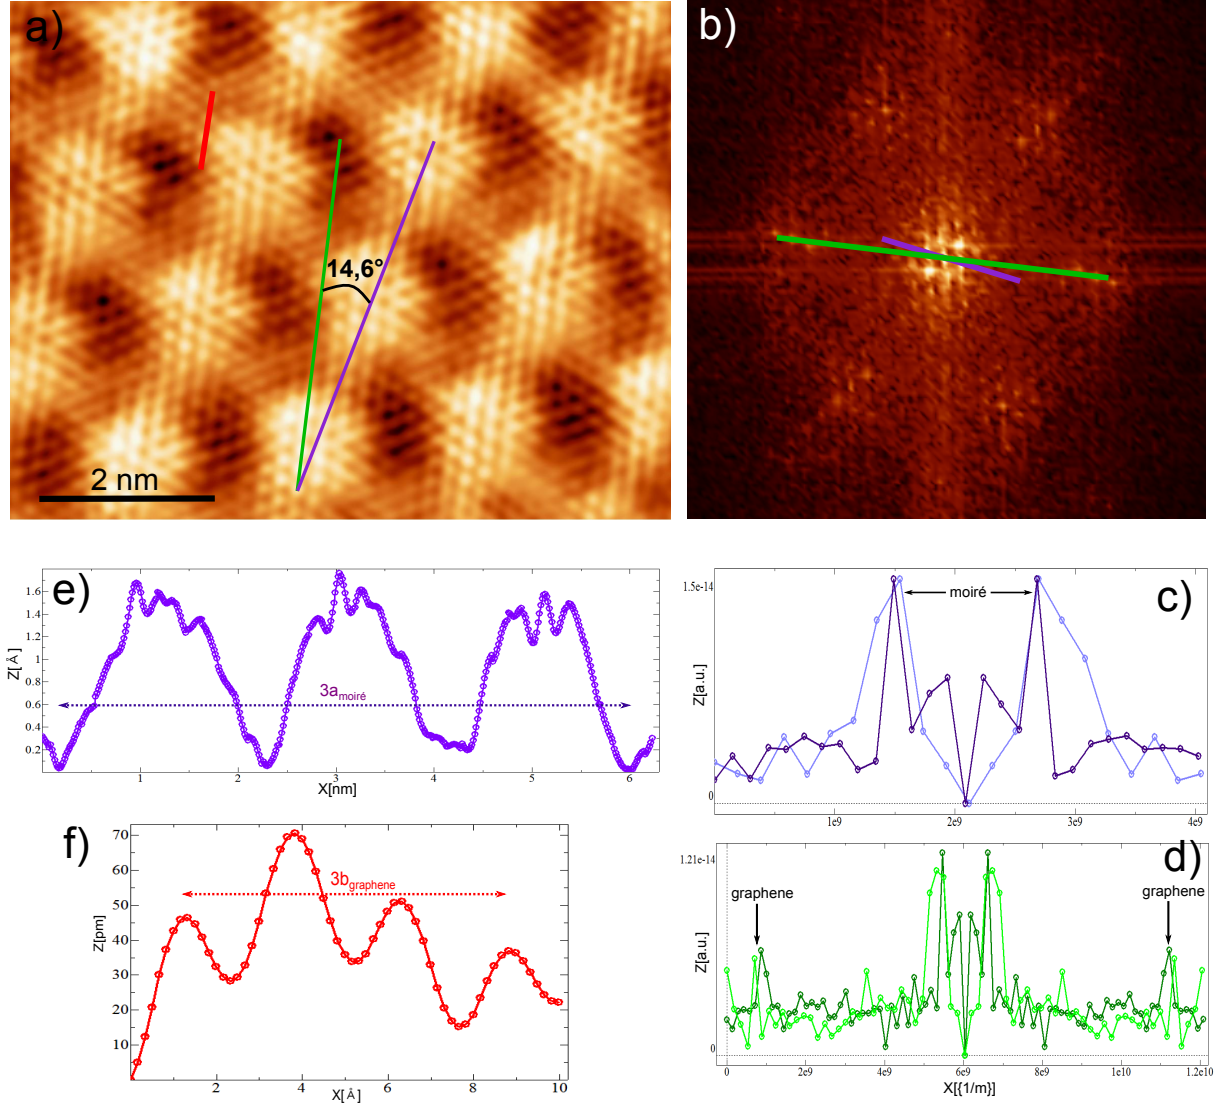 a)
14,6°
2 nm
b)
e)
Z[Å]
1.6
1.4
1.2
1
0.8
0.6
0.4
0.2
3amoiré
1 2 3 4 5 6
X[nm]
c)
1.5e-14
moiré
Z[a.u.]
0
1e9 2e9 3e9 4e9
f)
Z[pm]
70
60
50
40
30
20
10
3bgraphene
2 4 6 8 10
X[Å]
d)
1.21e-14
graphene graphene
Z[a.u.]
0
0 2e9 4e9 6e9 8e9 1e10 1.2e10
X[{1/m}]